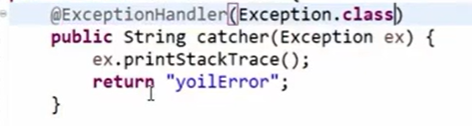 @ExceptionHandler(Exception.class)
public String catcher(Exception ex) {
ex.printStackTrace();
return "yoilError";
}